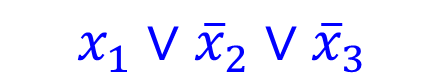 x₁ ∨ x̄₂ ∨ x̄₃